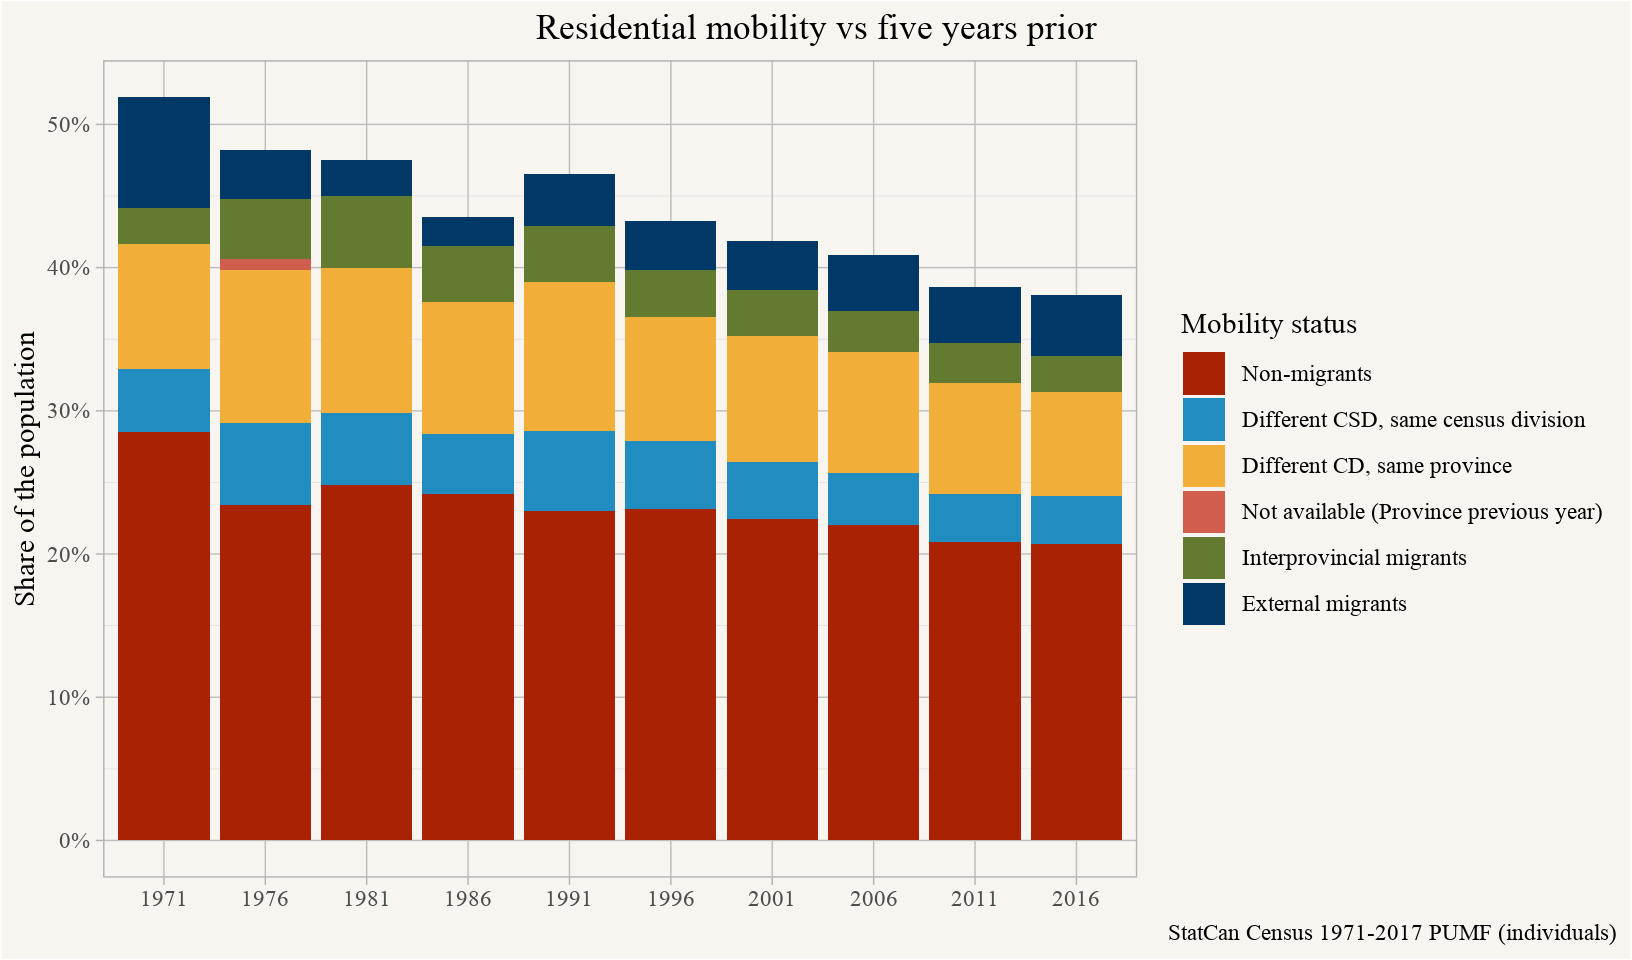 Residential mobility vs five years prior
Share of the population
50%
40%
30%
20%
10%
0%
1971 1976 1981 1986 1991 1996 2001 2006 2011 2016
Mobility status
Non-migrants
Different CSD, same census division
Different CD, same province
Not available (Province previous year)
Interprovincial migrants
External migrants
StatCan Census 1971-2017 PUMF (individuals)